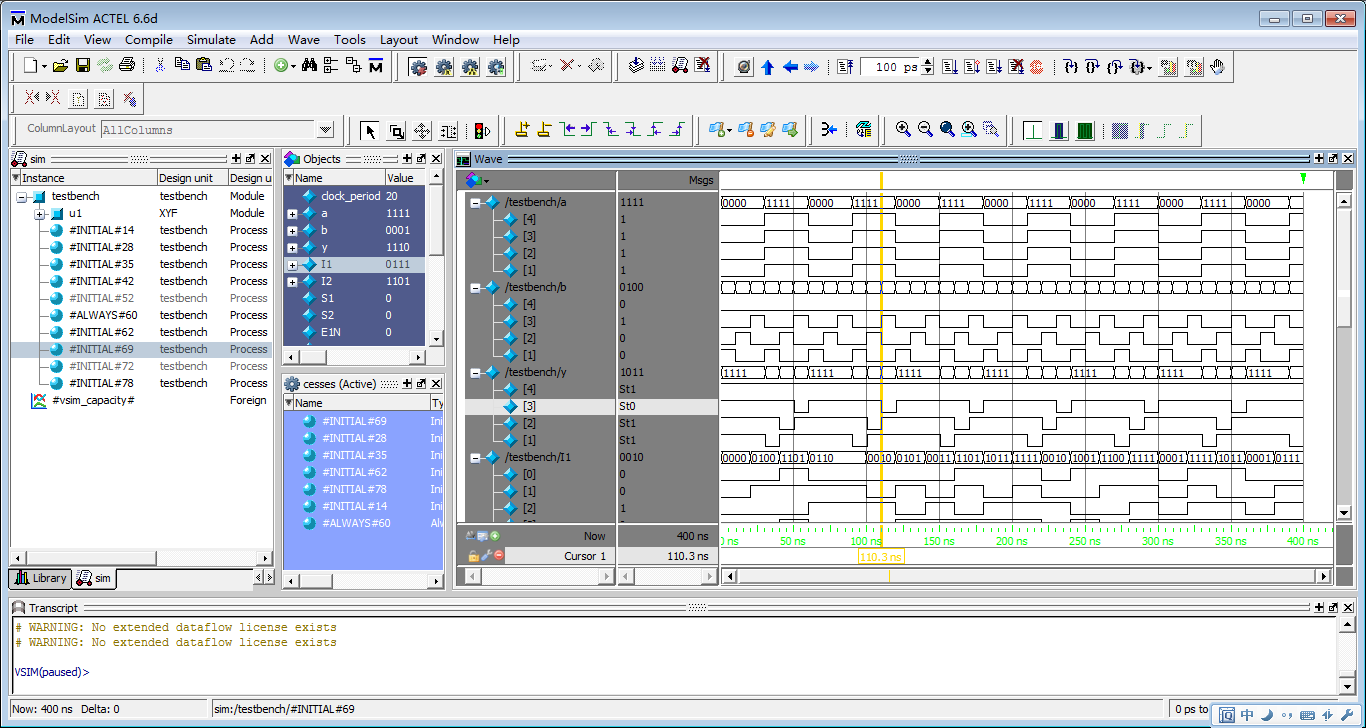 ModelSim ACTEL 6.6d
File Edit View Compile Simulate Add Wave Tools Layout Window Help
100 ps
ColumnLayout AllColumns
sim
Instance Design unit Design u
testbench testbench Module
u1 XYF Module
#INITIAL#14 testbench Process
#INITIAL#28 testbench Process
#INITIAL#35 testbench Process
#INITIAL#42 testbench Process
#INITIAL#52 testbench Process
#ALWAYS#60 testbench Process
#INITIAL#62 testbench Process
#INITIAL#69 testbench Process
#INITIAL#72 testbench Process
#INITIAL#78 testbench Process
#vsim_capacity# Foreign
Library sim
Objects
Name Value
clock_period 20
a 1111
b 0001
y 1110
I1 0111
I2 1101
S1 0
S2 0
E1N 0
cesses (Active)
Name Ty
#INITIAL#69 Ini
#INITIAL#28 Ini
#INITIAL#35 Ini
#INITIAL#62 Ini
#INITIAL#78 Ini
#INITIAL#14 Ini
#ALWAYS#60 Alw
Wave
Msgs
/testbench/a 1111 0000 1111 0000 1111 0000 1111 0000 1111 0000 1111 0000 1111 0000
[4] 1
[3] 1
[2] 1
[1] 1
/testbench/b 0100
[4] 0
[3] 1
[2] 0
[1] 0
/testbench/y 1011 1111 1111 1111 1111 1111 1111 1111
[4] St1
[3] St0
[2] St1
[1] St1
/testbench/I1 0010 0000 0100 1101 0110 0010 0101 0011 1101 1011 1111 0010 1001 1100 1111 0001 1111 1011 0001 0111
[0] 0
[1] 0
[2] 1
Now 400 ns ns 50 ns 100 ns 150 ns 200 ns 250 ns 300 ns 350 ns 400 ns
Cursor 1 110.3 ns 110.3 ns
Transcript
# WARNING: No extended dataflow license exists
# WARNING: No extended dataflow license exists
VSIM(paused)>
Now: 400 ns Delta: 0 sim:/testbench/#INITIAL#69 0 ps to
中